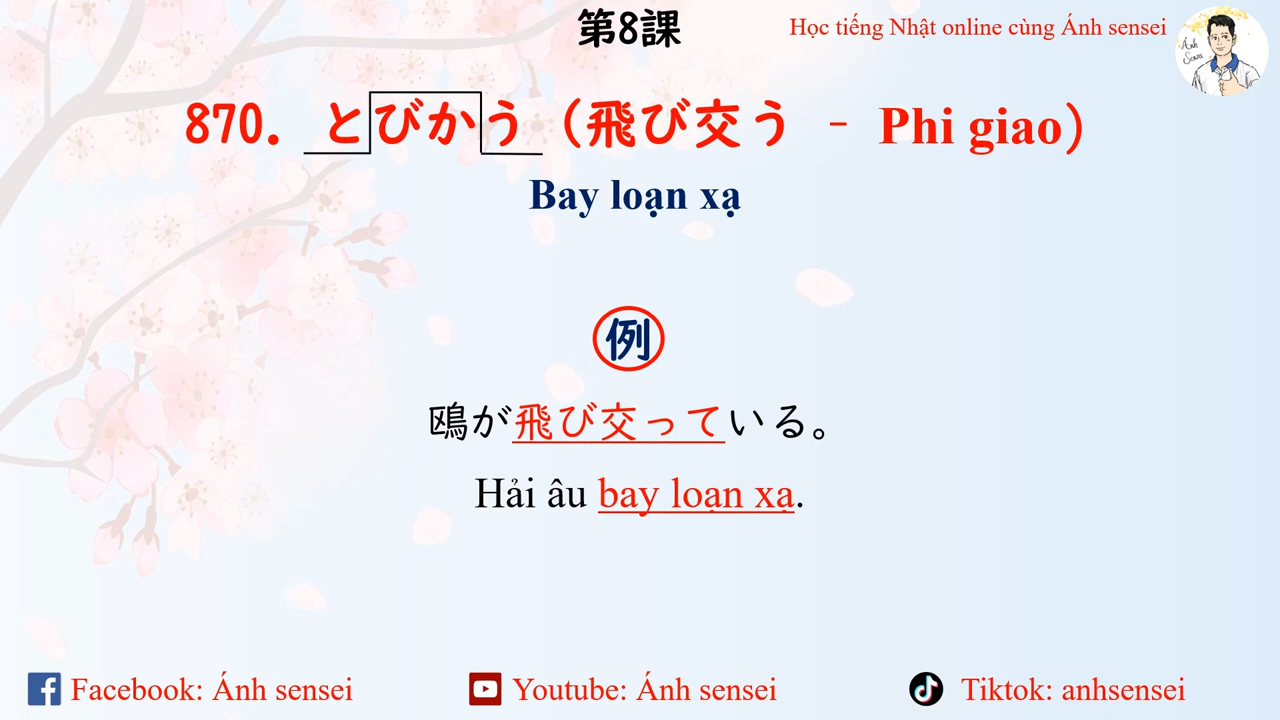 第8課
Học tiếng Nhật online cùng Ánh sensei
Ánh Sensei
870. とびかう (飛び交う - Phi giao)
Bay loạn xạ
例
鴎が飛び交っている。
Hải âu bay loạn xạ.
Facebook: Ánh sensei
Youtube: Ánh sensei
Tiktok: anhsensei